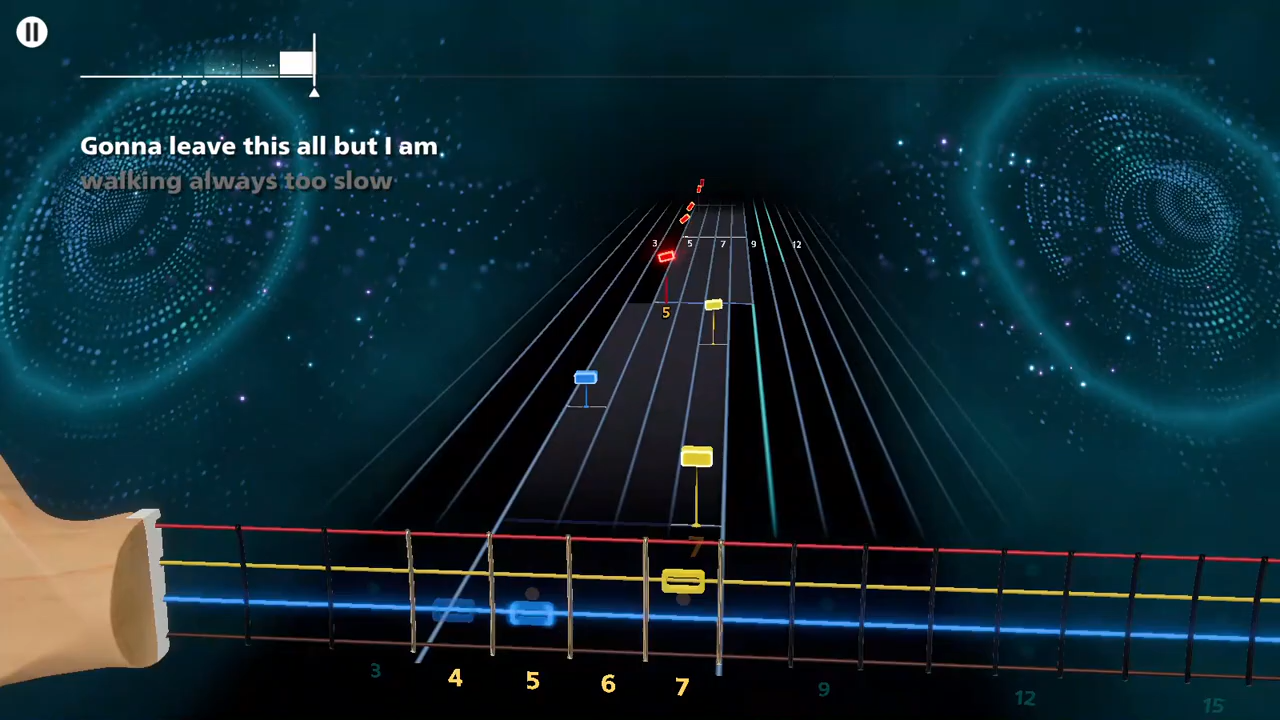 Gonna leave this all but I am
walking always too slow
3 5 7 9 12
5
7
3 4 5 6 7 9 12 15